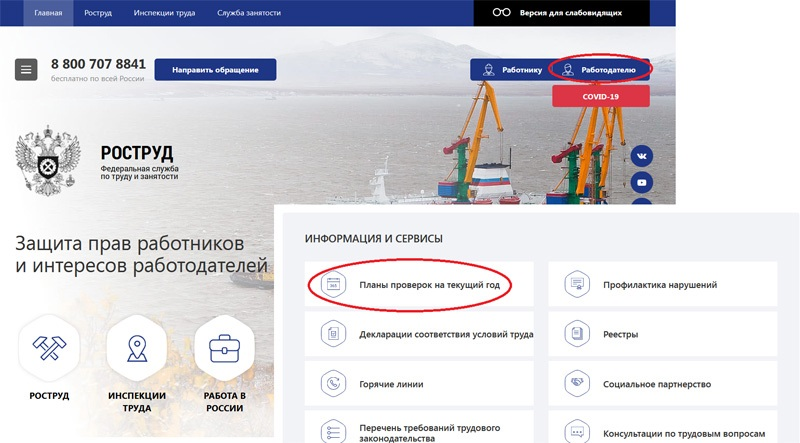 Главная
Роструд
Инспекции труда
Служба занятости
Версия для слабовидящих
8 800 707 8841
бесплатно по всей России
Направить обращение
Работнику
Работодателю
COVID-19
РОСТРУД
Федеральная служба
по труду и занятости
Защита прав работников
и интересов работодателей
РОСТРУД
ИНСПЕКЦИИ
ТРУДА
РАБОТА В
РОССИИ
ИНФОРМАЦИЯ И СЕРВИСЫ
365
Планы проверок на текущий год
Профилактика нарушений
Декларации соответствия условий труда
Реестры
Горячие линии
Социальное партнерство
Перечень требований трудового
законодательства
Консультации по трудовым вопросам